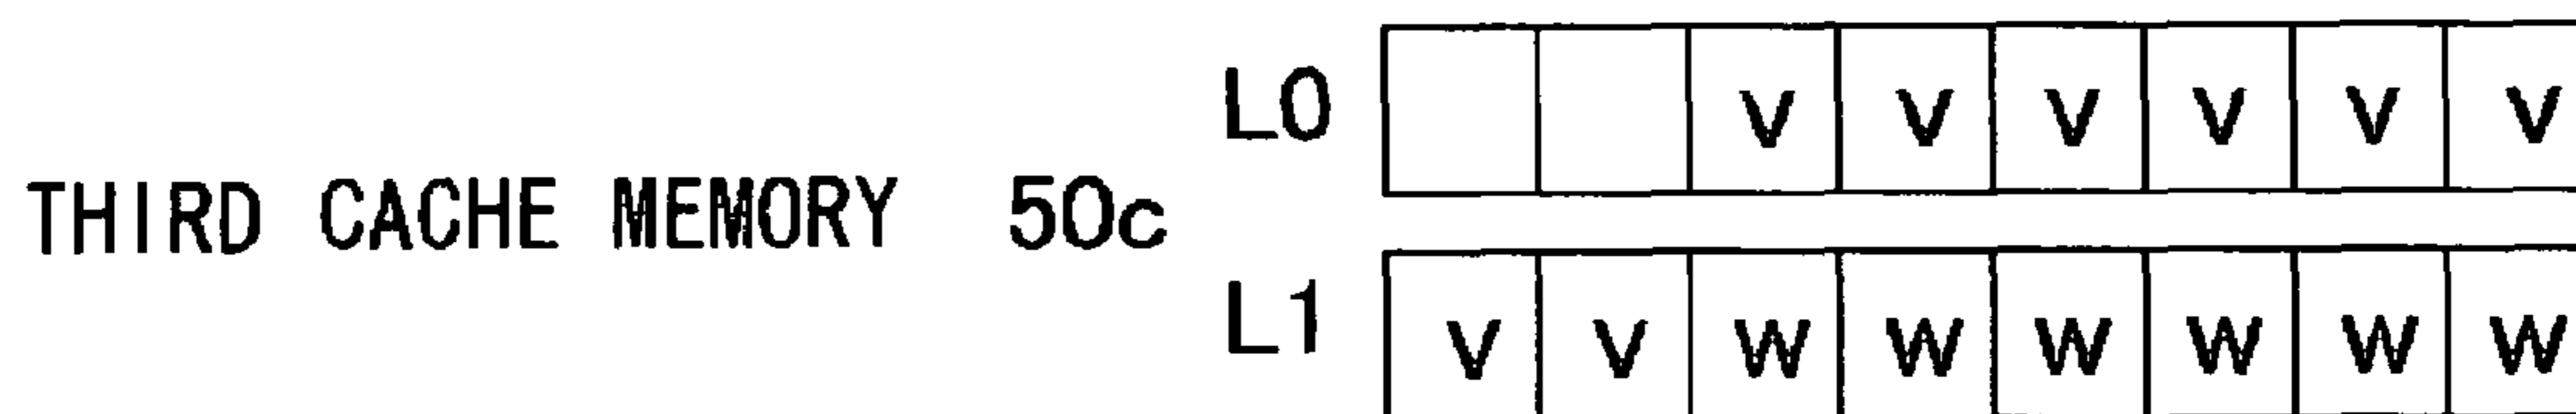 L0 V V V V V V
THIRD CACHE MEMORY 50c
L1 V V W W W W W W